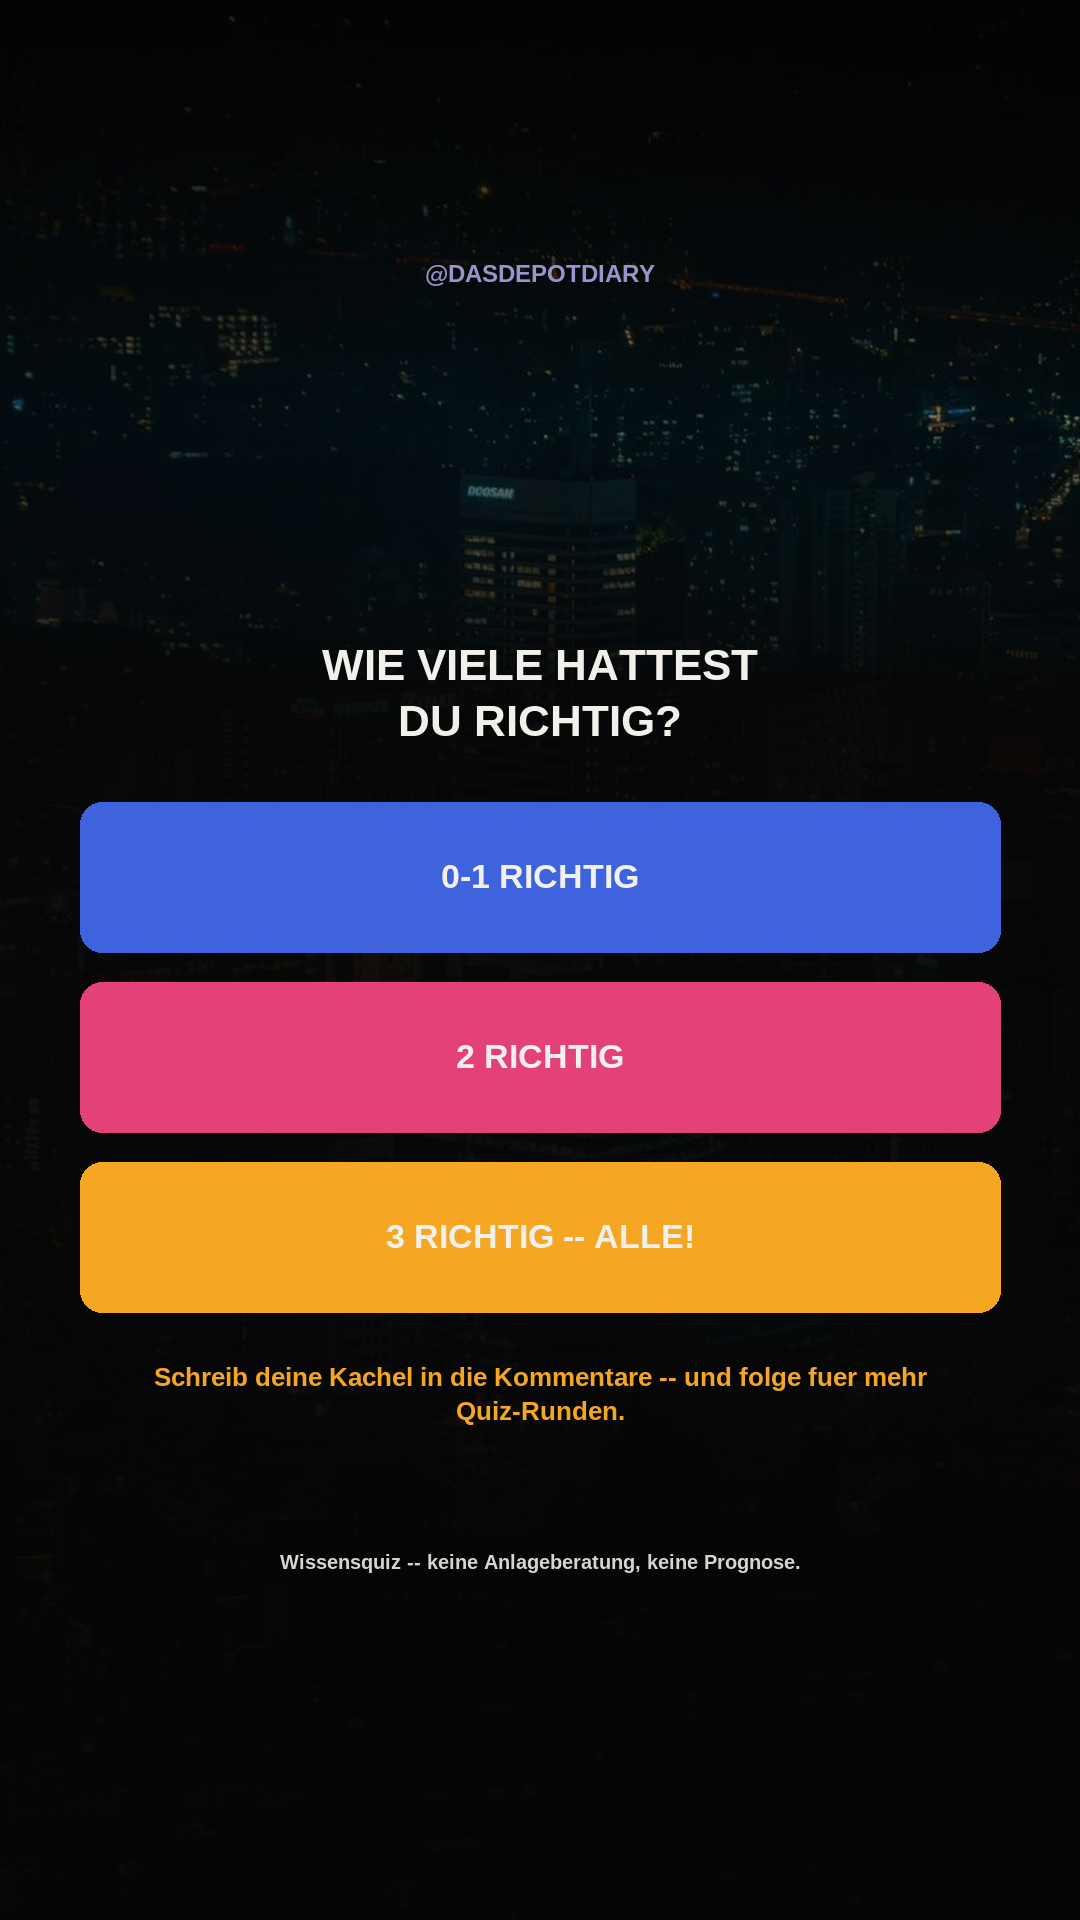 @DASDEPOTDIARY
DOOSAN
WIE VIELE HATTEST
DU RICHTIG?
0-1 RICHTIG
2 RICHTIG
3 RICHTIG -- ALLE!
Schreib deine Kachel in die Kommentare -- und folge fuer mehr
Quiz-Runden.
Wissensquiz -- keine Anlageberatung, keine Prognose.